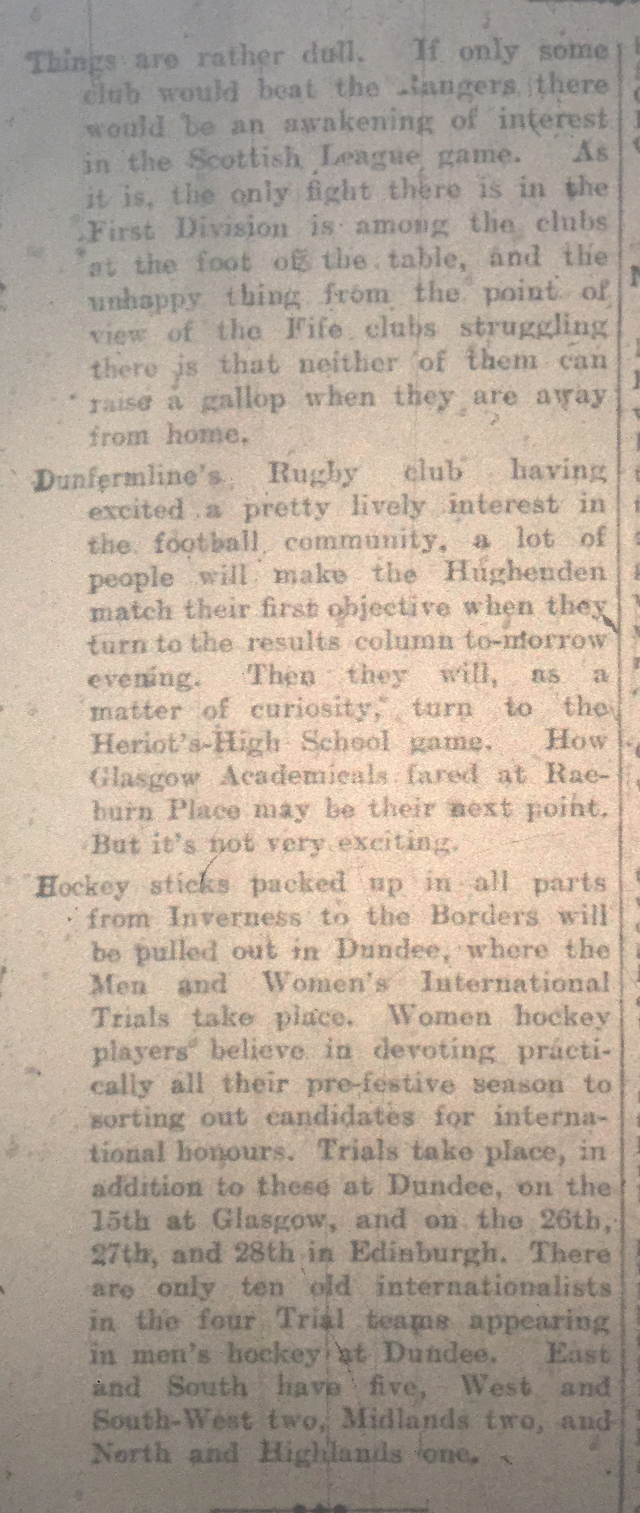 Things are rather dull. If only some
club would beat the Rangers there
would be an awakening of interest
in the Scottish League game. As
it is, the only fight there is in the
First Division is among the clubs
at the foot of the table, and the
unhappy thing from the point of
view of the Fife clubs struggling
there is that neither of them can
raise a gallop when they are away
from home.
Dunfermline's Rugby club having
excited a pretty lively interest in
the football community, a lot of
people will make the Hughenden
match their first objective when they
turn to the results column to-morrow
evening. Then they will, as a
matter of curiosity, turn to the
Heriot's-High School game. How
Glasgow Academicals fared at Rae-
burn Place may be their next point.
But it's not very exciting.
Hockey sticks packed up in all parts
from Inverness to the Borders will
be pulled out in Dundee, where the
Men and Women's International
Trials take place. Women hockey
players believe in devoting practi-
cally all their pre-festive season to
sorting out candidates for interna-
tional honours. Trials take place, in
addition to these at Dundee, on the
15th at Glasgow, and on the 26th,
27th, and 28th in Edinburgh. There
are only ten old internationalists
in the four Trial teams appearing
in men's hockey at Dundee. East
and South have five, West and
South-West two, Midlands two, and
North and Highlands one.